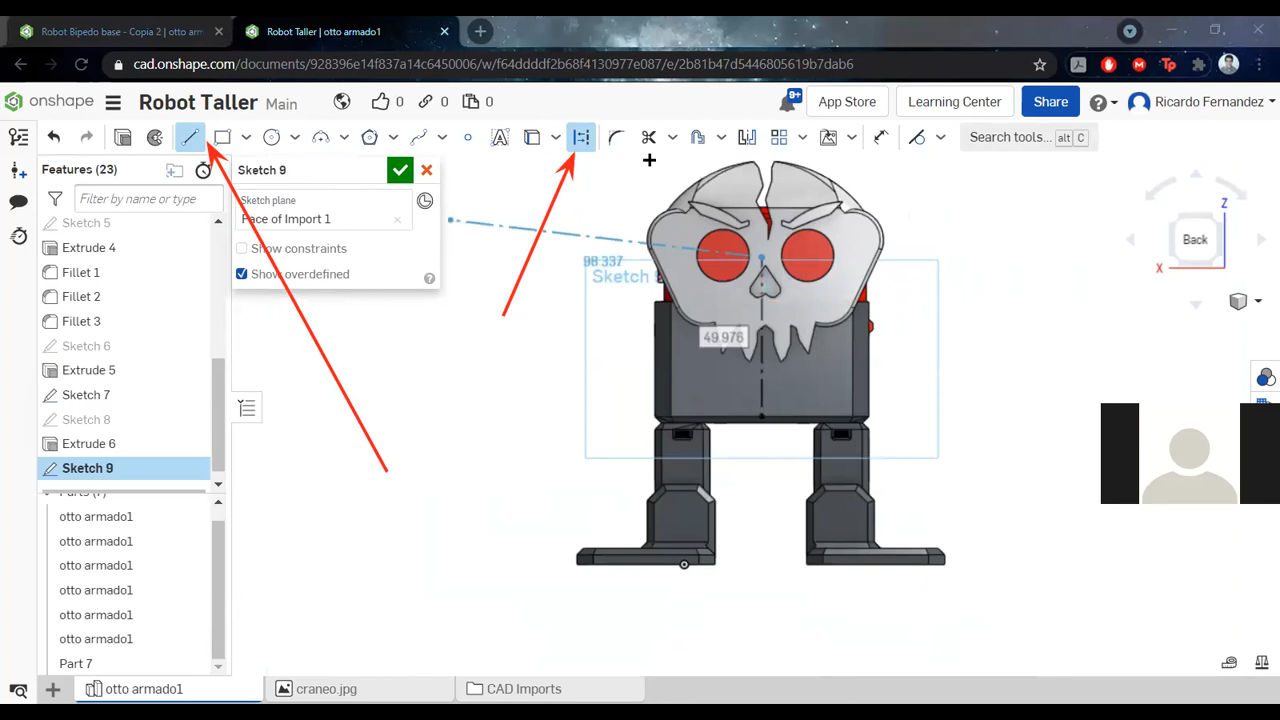 Robot Bipedo base - Copia 2 | otto arm
Robot Taller | otto armado1
cad.onshape.com/documents/928396e14f837a14c6450006/w/f64ddddf2b68f4130977e087/e/2b81b47d5446805619b7dab6
onshape
Robot Taller Main
0
0
0
9+
App Store
Learning Center
Share
Ricardo Fernandez
Search tools... alt C
Features (23)
Filter by name or type
Sketch 5
Extrude 4
Fillet 1
Fillet 2
Fillet 3
Sketch 6
Extrude 5
Sketch 7
Sketch 8
Extrude 6
Sketch 9
Parts (7)
otto armado1
otto armado1
otto armado1
otto armado1
otto armado1
otto armado1
Part 7
Sketch 9
Sketch plane
Face of Import 1
Show constraints
Show overdefined
98.337
Sketch 9
49.976
Z
Back
X
otto armado1
craneo.jpg
CAD Imports